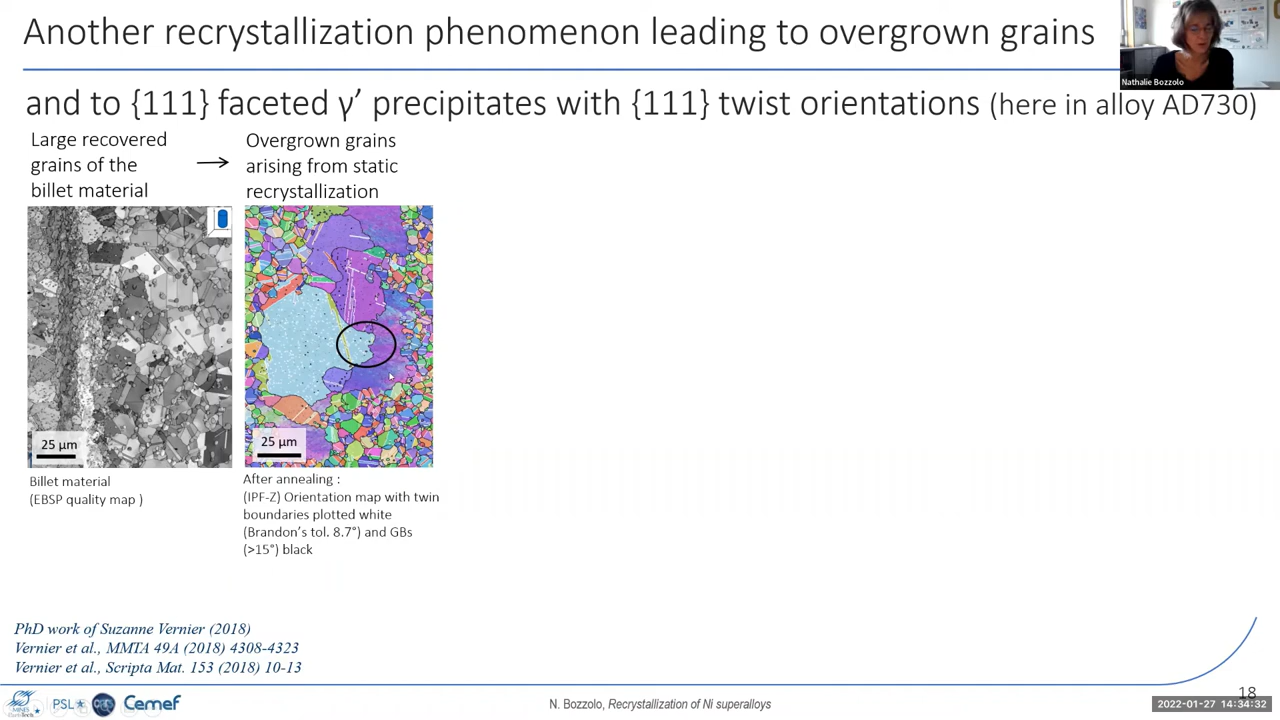 Another recrystallization phenomenon leading to overgrown grains
Nathalie Bozzolo
and to {111} faceted γ’ precipitates with {111} twist orientations (here in alloy AD730)
Large recovered
grains of the
billet material
→
Overgrown grains
arising from static
recrystallization
25 µm
25 µm
Billet material
(EBSP quality map )
After annealing :
(IPF-Z) Orientation map with twin
boundaries plotted white
(Brandon’s tol. 8.7°) and GBs
(>15°) black
PhD work of Suzanne Vernier (2018)
Vernier et al., MMTA 49A (2018) 4308-4323
Vernier et al., Scripta Mat. 153 (2018) 10-13
PSL
Cemef
N. Bozzolo, Recrystallization of Ni superalloys
18
2022-01-27 14:34:32